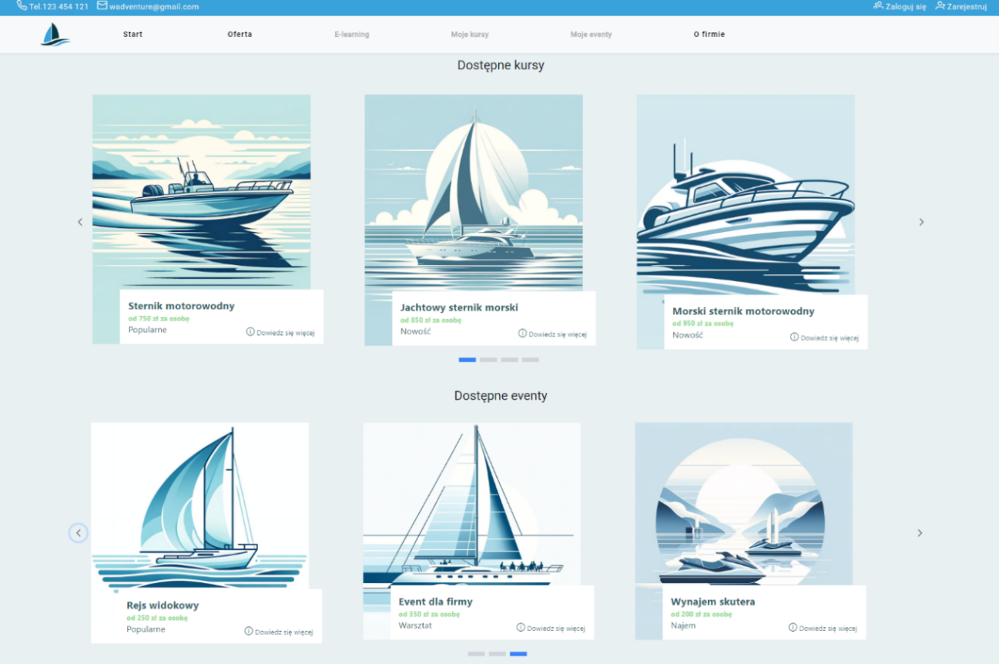 Tel.123 454 121 wadventure@gmail.com Zaloguj się Zarejestruj
Start Oferta E-learning Moje kursy Moje eventy O firmie
Dostępne kursy
Sternik motorowodny
od 750 zł za osobę
Popularne Dowiedz się więcej
Jachtowy sternik morski
od 850 zł za osobę
Nowość Dowiedz się więcej
Morski sternik motorowodny
od 950 zł za osobę
Nowość Dowiedz się więcej
Dostępne eventy
Rejs widokowy
od 250 zł za osobę
Popularne Dowiedz się więcej
Event dla firmy
od 350 zł za osobę
Warsztat Dowiedz się więcej
Wynajem skutera
od 200 zł za osobę
Najem Dowiedz się więcej